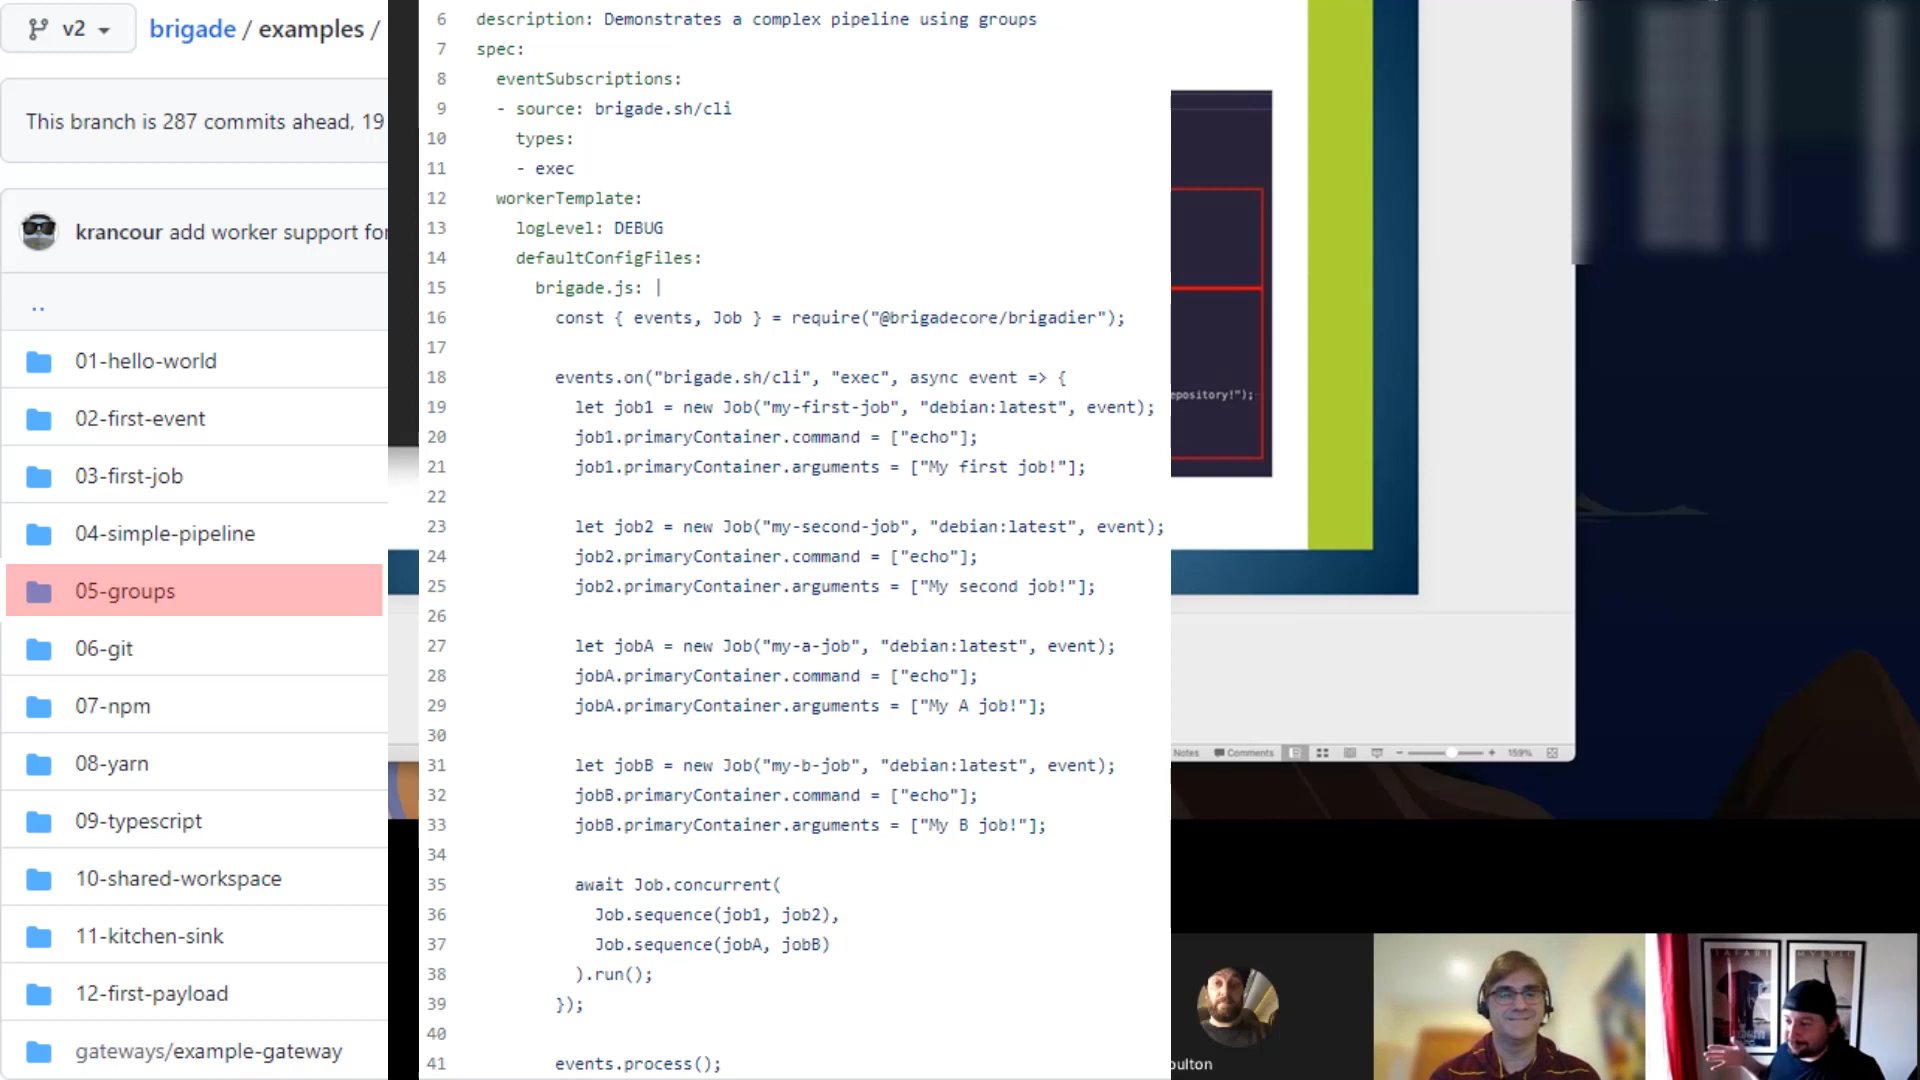 v2
brigade / examples /
This branch is 287 commits ahead, 19
krancour add worker support for
..
01-hello-world
02-first-event
03-first-job
04-simple-pipeline
05-groups
06-git
07-npm
08-yarn
09-typescript
10-shared-workspace
11-kitchen-sink
12-first-payload
gateways/example-gateway
6 description: Demonstrates a complex pipeline using groups
7 spec:
8 eventSubscriptions:
9 - source: brigade.sh/cli
10 types:
11 - exec
12 workerTemplate:
13 logLevel: DEBUG
14 defaultConfigFiles:
15 brigade.js: |
16 const { events, Job } = require("@brigadecore/brigadier");
17
18 events.on("brigade.sh/cli", "exec", async event => {
19 let job1 = new Job("my-first-job", "debian:latest", event);
20 job1.primaryContainer.command = ["echo"];
21 job1.primaryContainer.arguments = ["My first job!"];
22
23 let job2 = new Job("my-second-job", "debian:latest", event);
24 job2.primaryContainer.command = ["echo"];
25 job2.primaryContainer.arguments = ["My second job!"];
26
27 let jobA = new Job("my-a-job", "debian:latest", event);
28 jobA.primaryContainer.command = ["echo"];
29 jobA.primaryContainer.arguments = ["My A job!"];
30
31 let jobB = new Job("my-b-job", "debian:latest", event);
32 jobB.primaryContainer.command = ["echo"];
33 jobB.primaryContainer.arguments = ["My B job!"];
34
35 await Job.concurrent(
36 Job.sequence(job1, job2),
37 Job.sequence(jobA, jobB)
38 ).run();
39 });
40
41 events.process();
epository!");
Notes Comments 159%
oulton
SAFARI
MYSTIC